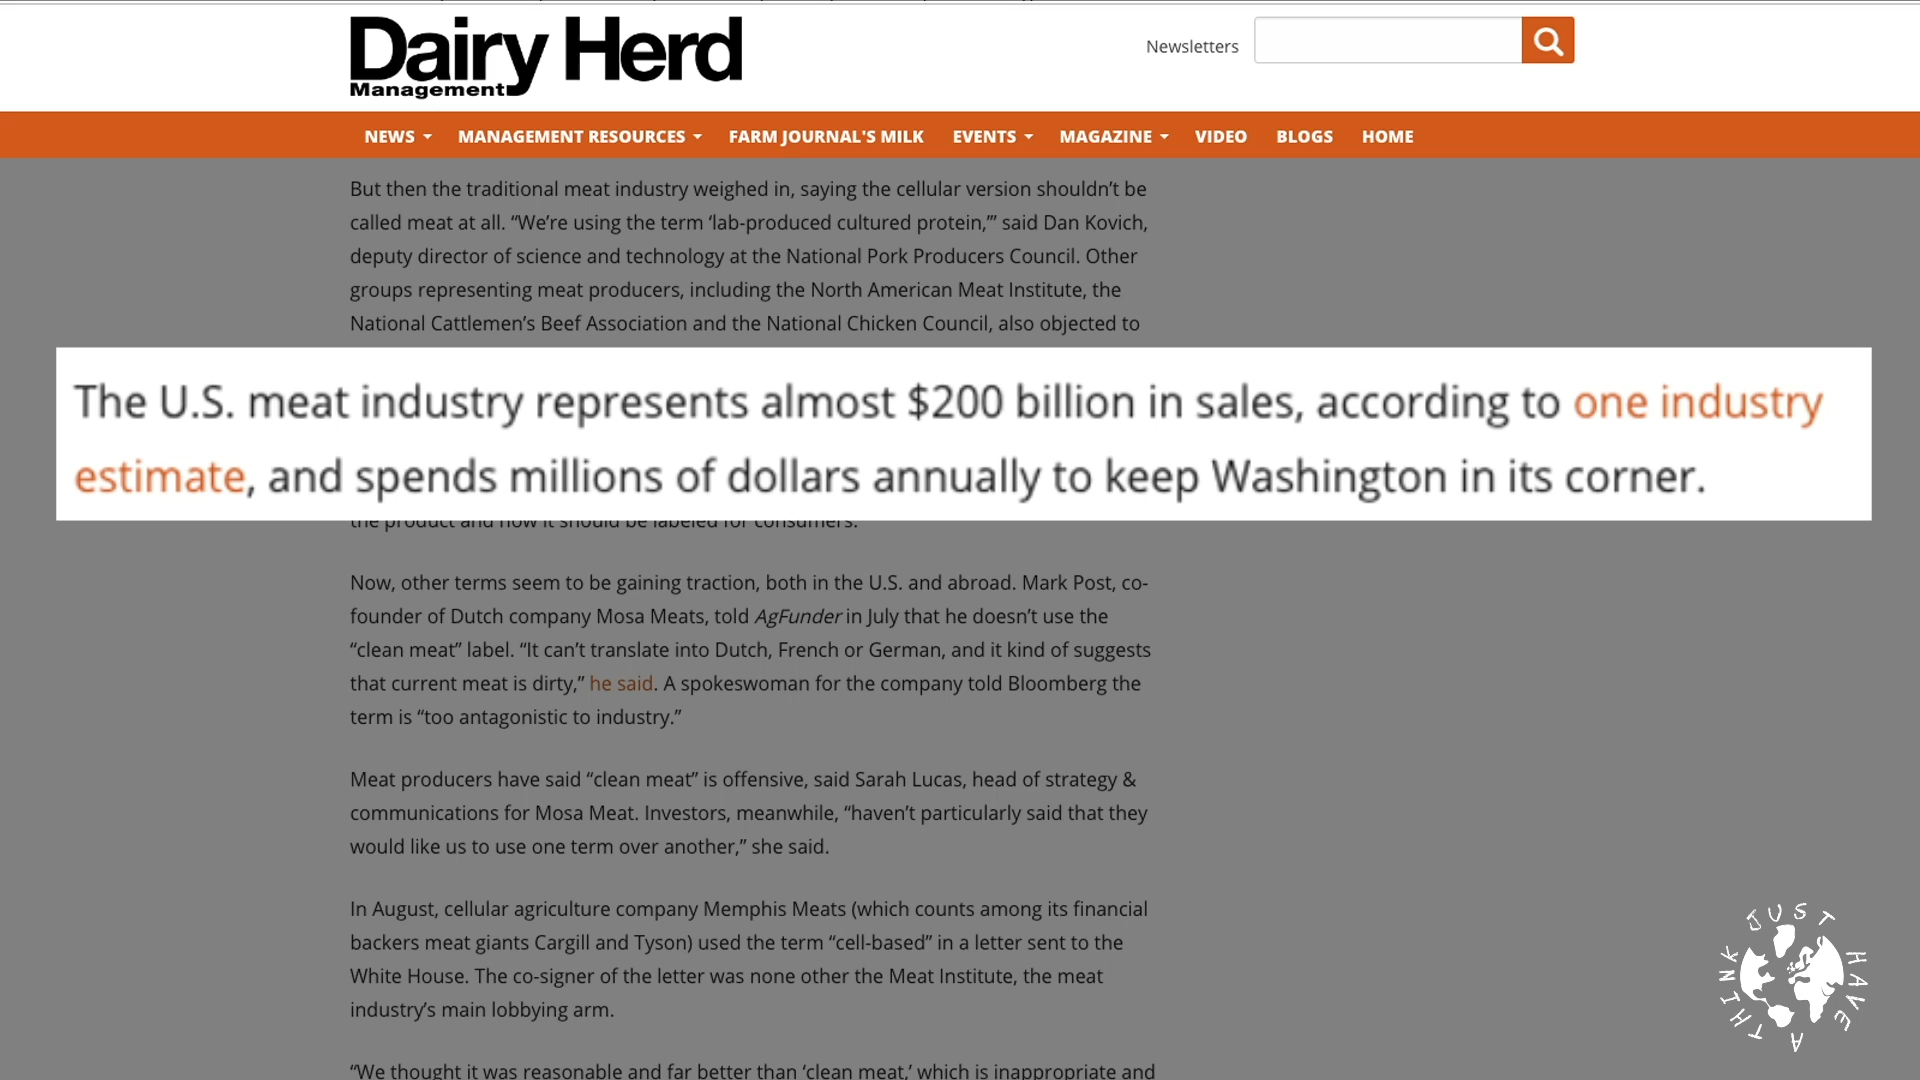 Dairy Herd
Management
Newsletters
NEWS MANAGEMENT RESOURCES FARM JOURNAL'S MILK EVENTS MAGAZINE VIDEO BLOGS HOME
But then the traditional meat industry weighed in, saying the cellular version shouldn’t be
called meat at all. “We’re using the term ‘lab-produced cultured protein,’” said Dan Kovich,
deputy director of science and technology at the National Pork Producers Council. Other
groups representing meat producers, including the North American Meat Institute, the
National Cattlemen’s Beef Association and the National Chicken Council, also objected to
The U.S. meat industry represents almost $200 billion in sales, according to one industry
estimate, and spends millions of dollars annually to keep Washington in its corner.
the product and how it should be labeled for consumers.
Now, other terms seem to be gaining traction, both in the U.S. and abroad. Mark Post, co-
founder of Dutch company Mosa Meats, told AgFunder in July that he doesn’t use the
“clean meat” label. “It can’t translate into Dutch, French or German, and it kind of suggests
that current meat is dirty,” he said. A spokeswoman for the company told Bloomberg the
term is “too antagonistic to industry.”
Meat producers have said “clean meat” is offensive, said Sarah Lucas, head of strategy &
communications for Mosa Meat. Investors, meanwhile, “haven’t particularly said that they
would like us to use one term over another,” she said.
In August, cellular agriculture company Memphis Meats (which counts among its financial
backers meat giants Cargill and Tyson) used the term “cell-based” in a letter sent to the
White House. The co-signer of the letter was none other the Meat Institute, the meat
industry’s main lobbying arm.
“We thought it was reasonable and far better than ‘clean meat,’ which is inappropriate and
JUST HAVE A THINK